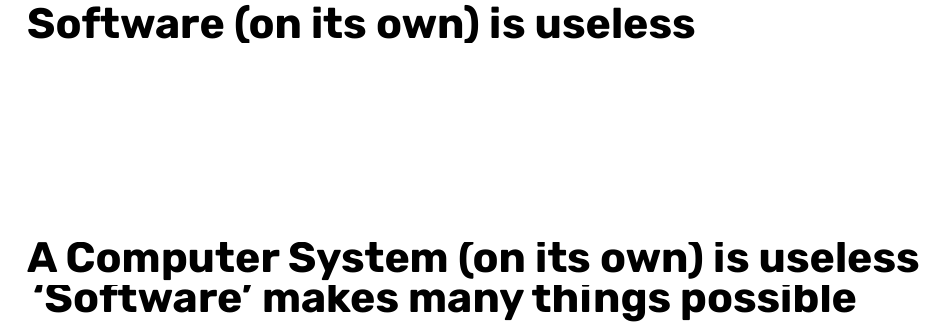 Software (on its own) is useless
A Computer System (on its own) is useless
‘Software’ makes many things possible